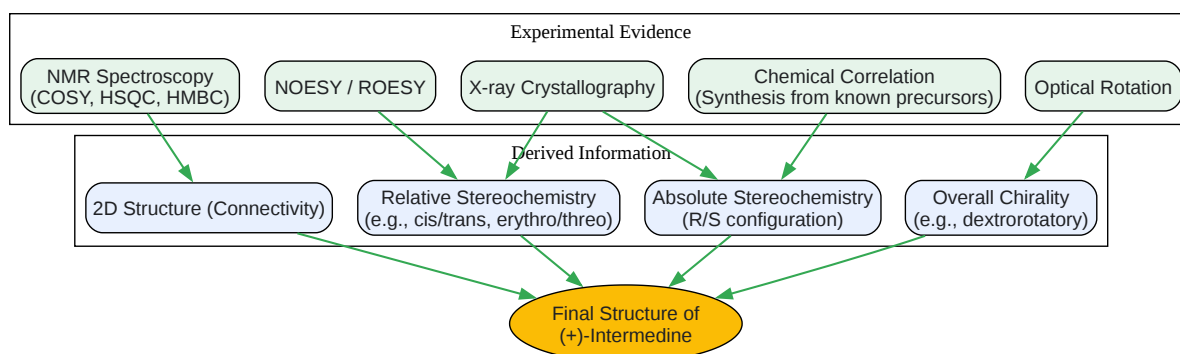 Experimental Evidence
NMR Spectroscopy
(COSY, HSQC, HMBC)
NOESY / ROESY
X-ray Crystallography
Chemical Correlation
(Synthesis from known precursors)
Optical Rotation
Derived Information
2D Structure (Connectivity)
Relative Stereochemistry
(e.g., cis/trans, erythro/threo)
Absolute Stereochemistry
(R/S configuration)
Overall Chirality
(e.g., dextrorotatory)
Final Structure of
(+)-Intermedine